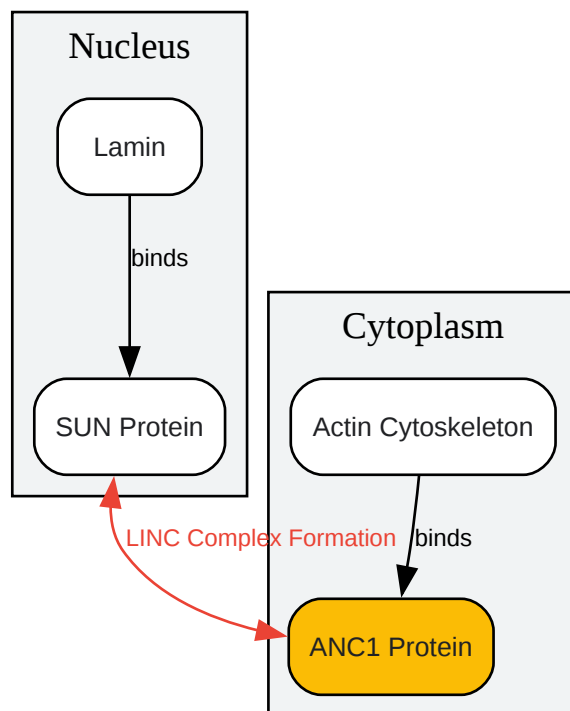 Nucleus
Lamin
binds
SUN Protein
Cytoplasm
Actin Cytoskeleton
LINC Complex Formation
binds
ANC1 Protein